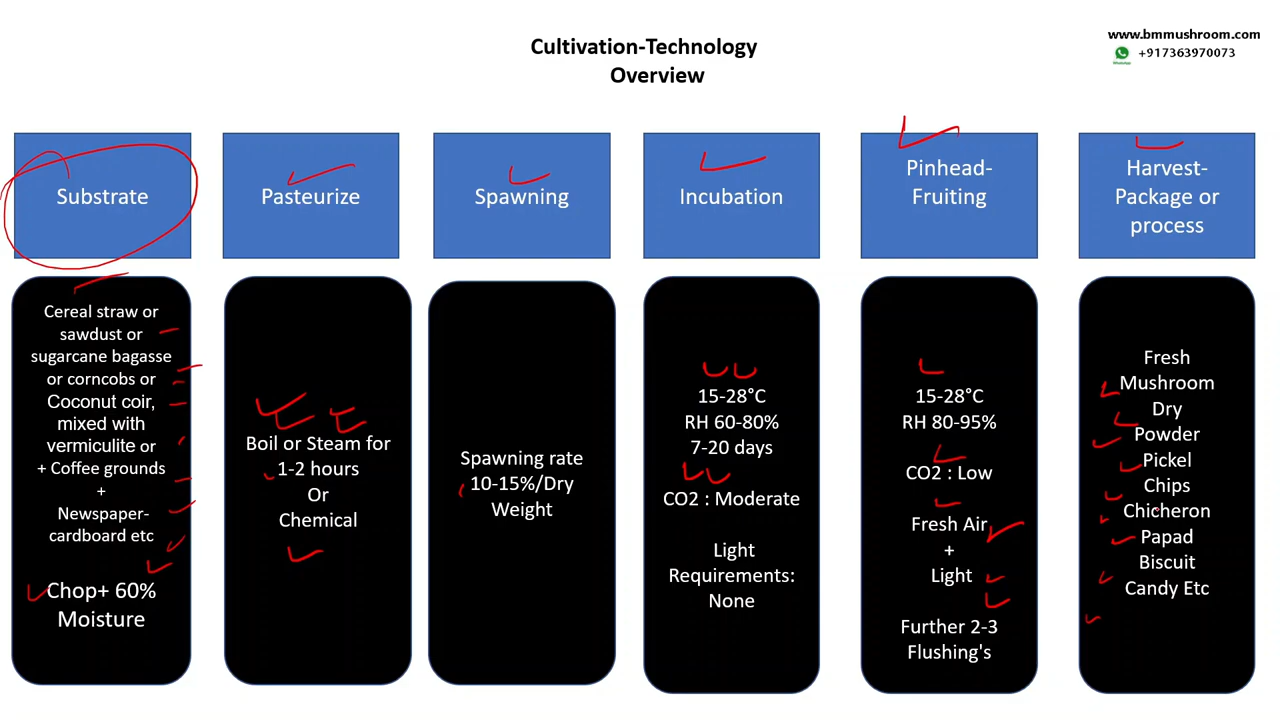 www.bmmushroom.com
WhatsApp
+917363970073
Cultivation-Technology
Overview
Substrate
Cereal straw or
sawdust or
sugarcane bagasse
or corncobs or
Coconut coir,
mixed with
vermiculite or
+ Coffee grounds
+
Newspaper-
cardboard etc
Chop+ 60%
Moisture
Pasteurize
Boil or Steam for
1-2 hours
Or
Chemical
Spawning
Spawning rate
10-15%/Dry
Weight
Incubation
15-28°C
RH 60-80%
7-20 days
CO2 : Moderate
Light
Requirements:
None
Pinhead-
Fruiting
15-28°C
RH 80-95%
CO2 : Low
Fresh Air
+
Light
Further 2-3
Flushing's
Harvest-
Package or
process
Fresh
Mushroom
Dry
Powder
Pickel
Chips
Chicheron
Papad
Biscuit
Candy Etc